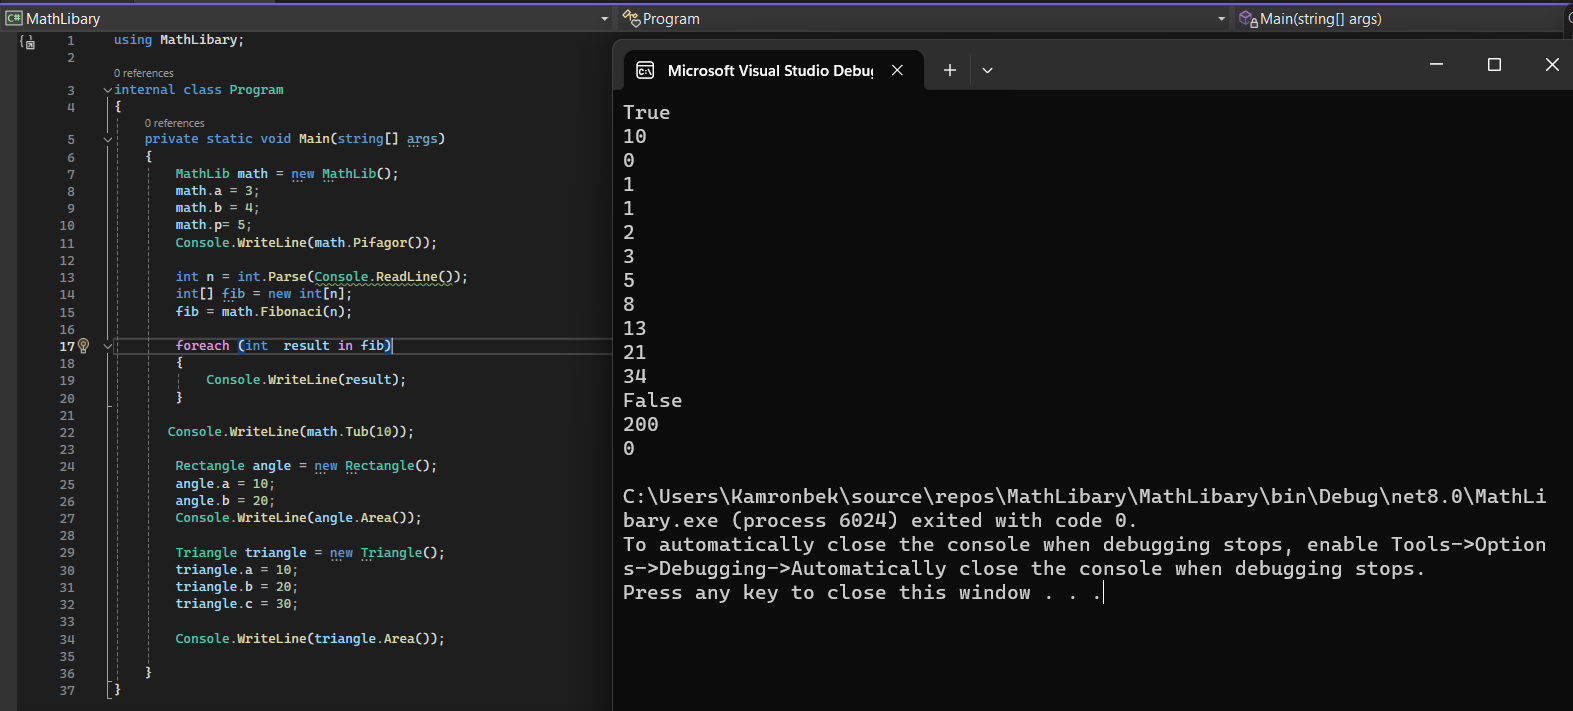 C# MathLibary
Program
Main(string[] args)
1 using MathLibary;
2
0 references
3 internal class Program
4 {
0 references
5 private static void Main(string[] args)
6 {
7 MathLib math = new MathLib();
8 math.a = 3;
9 math.b = 4;
10 math.p= 5;
11 Console.WriteLine(math.Pifagor());
12
13 int n = int.Parse(Console.ReadLine());
14 int[] fib = new int[n];
15 fib = math.Fibonaci(n);
16
17 foreach (int  result in fib)
18 {
19 Console.WriteLine(result);
20 }
21
22 Console.WriteLine(math.Tub(10));
23
24 Rectangle angle = new Rectangle();
25 angle.a = 10;
26 angle.b = 20;
27 Console.WriteLine(angle.Area());
28
29 Triangle triangle = new Triangle();
30 triangle.a = 10;
31 triangle.b = 20;
32 triangle.c = 30;
33
34 Console.WriteLine(triangle.Area());
35
36 }
37 }
Microsoft Visual Studio Debug
True
10
0
1
1
2
3
5
8
13
21
34
False
200
0
C:\Users\Kamronbek\source\repos\MathLibary\MathLibary\bin\Debug\net8.0\MathLi
bary.exe (process 6024) exited with code 0.
To automatically close the console when debugging stops, enable Tools->Option
s->Debugging->Automatically close the console when debugging stops.
Press any key to close this window . . .